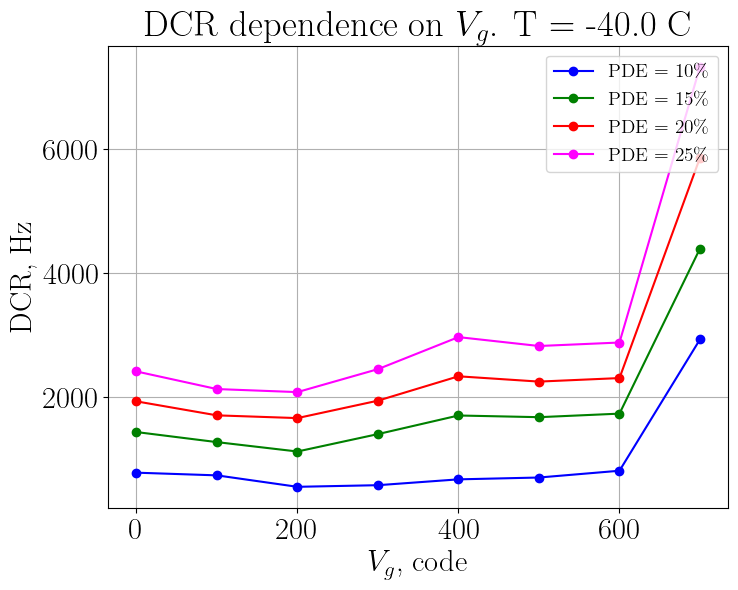 DCR dependence on V_g. T = -40.0 C
PDE = 10%
PDE = 15%
PDE = 20%
PDE = 25%
6000
4000
2000
DCR, Hz
0
200
400
600
V_g, code